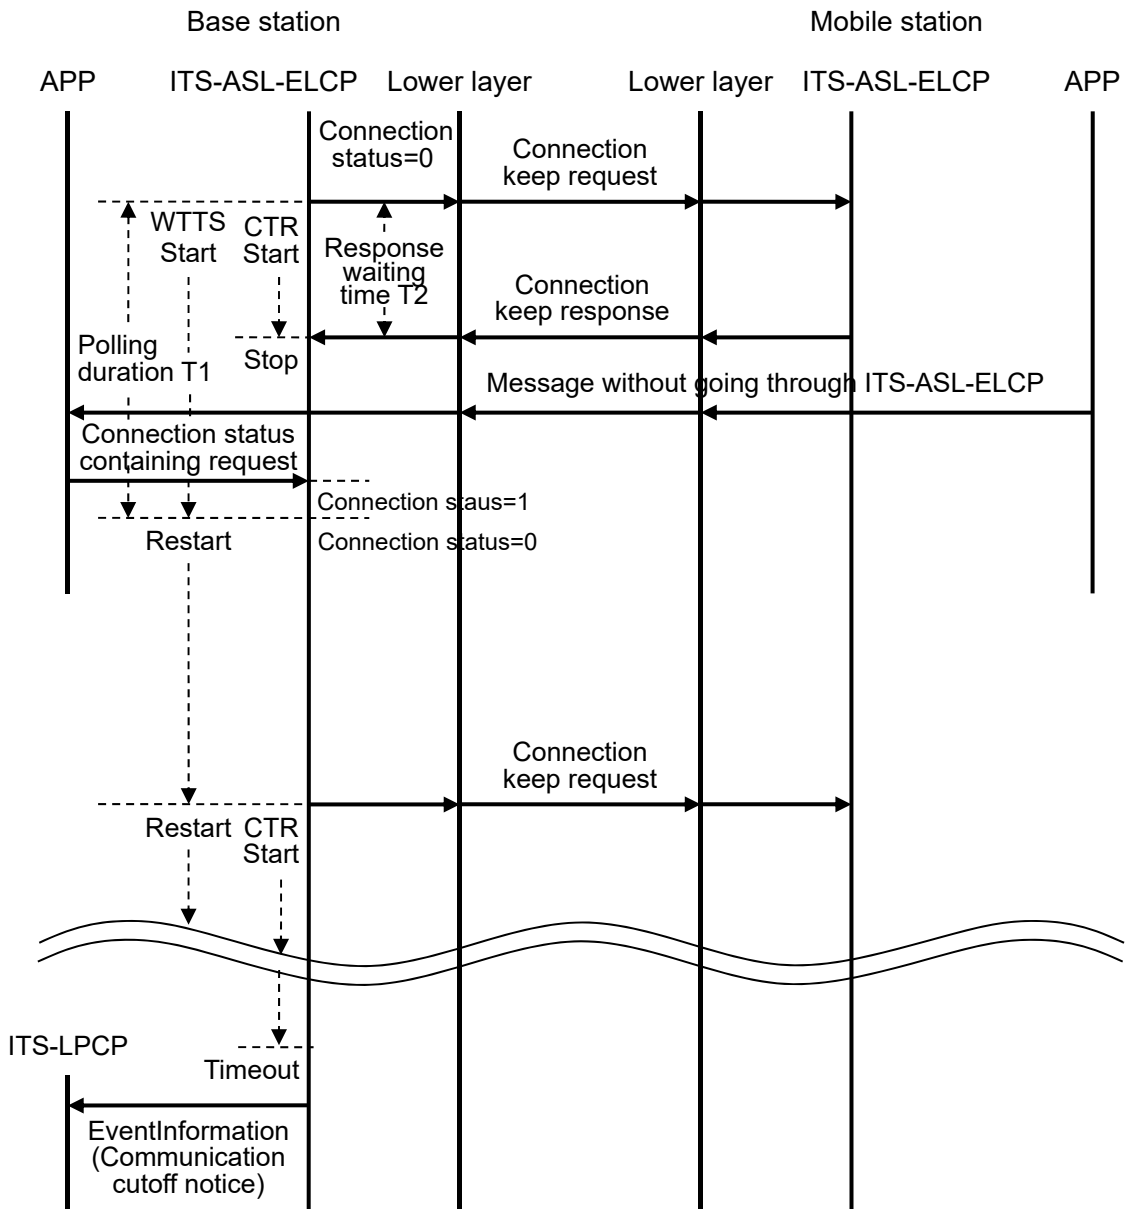 Base station
Mobile station
APP
ITS-ASL-ELCP
Lower layer
Lower layer
ITS-ASL-ELCP
APP
Connection
status=0
Connection
keep request
WTTS
Start
CTR
Start
Response
waiting
time T2
Connection
keep response
Polling
duration T1
Stop
Message without going through ITS-ASL-ELCP
Connection status
containing request
Connection staus=1
Restart
Connection status=0
Connection
keep request
Restart
CTR
Start
ITS-LPCP
Timeout
EventInformation
(Communication
cutoff notice)